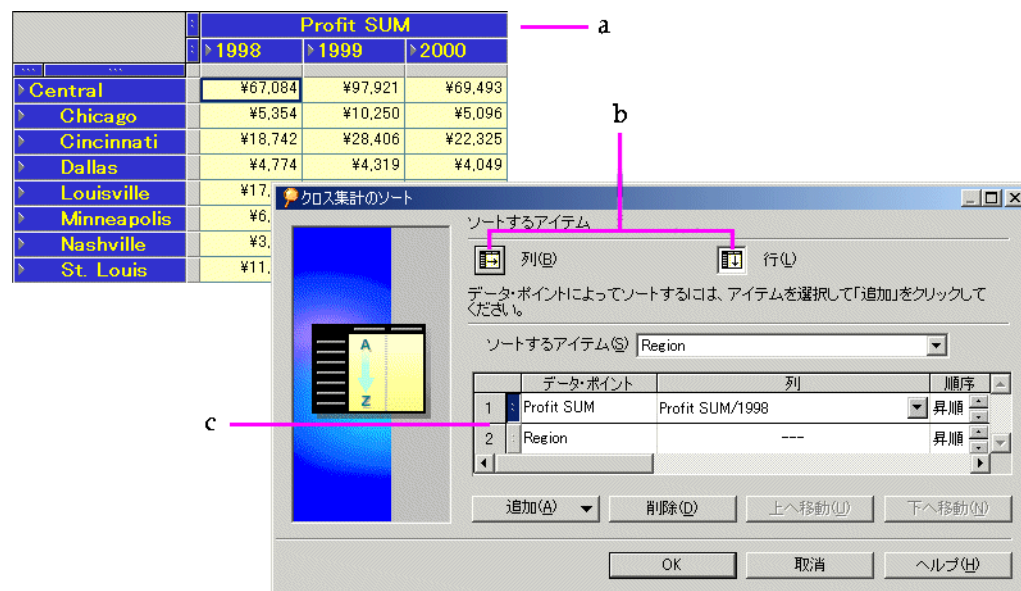 Profit SUM
a
1998 1999 2000
Central ¥67,084 ¥97,921 ¥69,493
Chicago ¥5,354 ¥10,250 ¥5,096
b
Cincinnati ¥18,742 ¥28,406 ¥22,325
Dallas ¥4,774 ¥4,319 ¥4,049
Louisville ¥17,
Minneapolis ¥6,
Nashville ¥3,
St. Louis ¥11,
クロス集計のソート
ソートするアイテム
列(B) 行(L)
データ・ポイントによってソートするには、アイテムを選択して「追加」をクリックして
ください。
ソートするアイテム(S) Region
A
Z
データ・ポイント 列 順序
1 Profit SUM Profit SUM/1998 昇順
c
2 Region --- 昇順
追加(A) 削除(D) 上へ移動(U) 下へ移動(N)
OK 取消 ヘルプ(H)